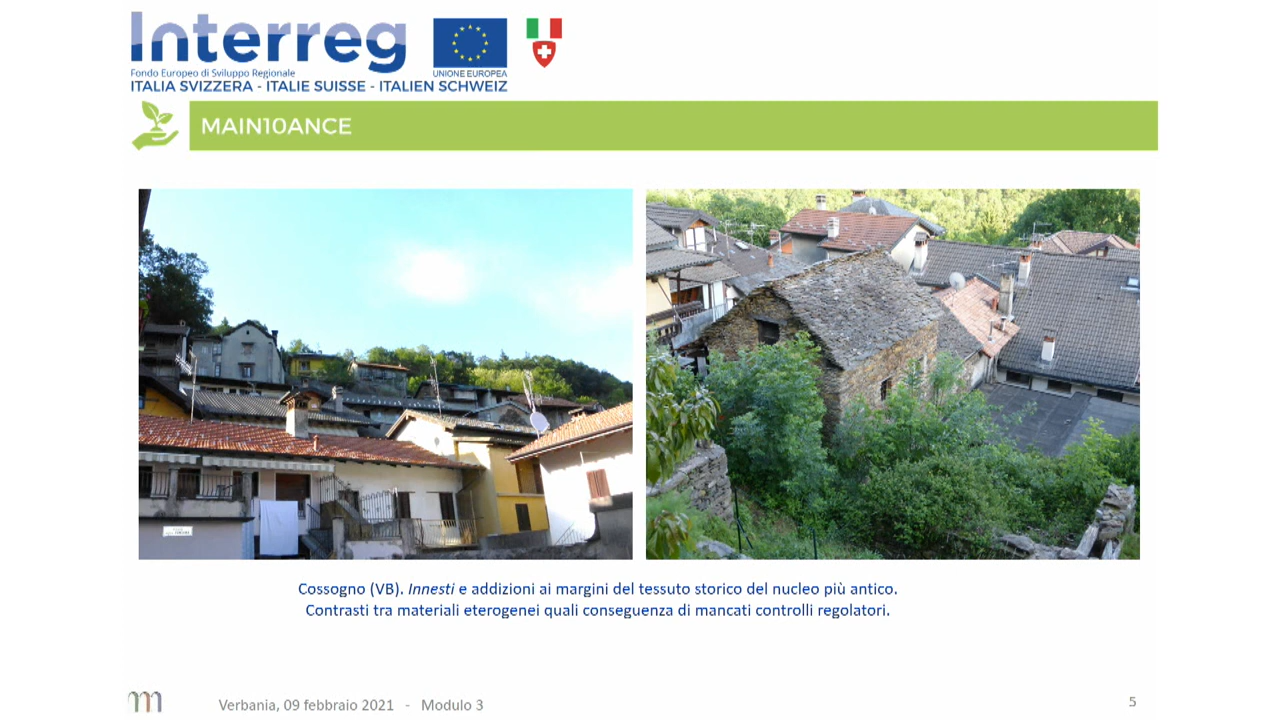 Interreg
Fondo Europeo di Sviluppo Regionale
UNIONE EUROPEA
ITALIA SVIZZERA - ITALIE SUISSE - ITALIEN SCHWEIZ
MAIN10ANCE
Cossogno (VB). Innesti e addizioni ai margini del tessuto storico del nucleo più antico.
Contrasti tra materiali eterogenei quali conseguenza di mancati controlli regolatori.
m
Verbania, 09 febbraio 2021 - Modulo 3
5